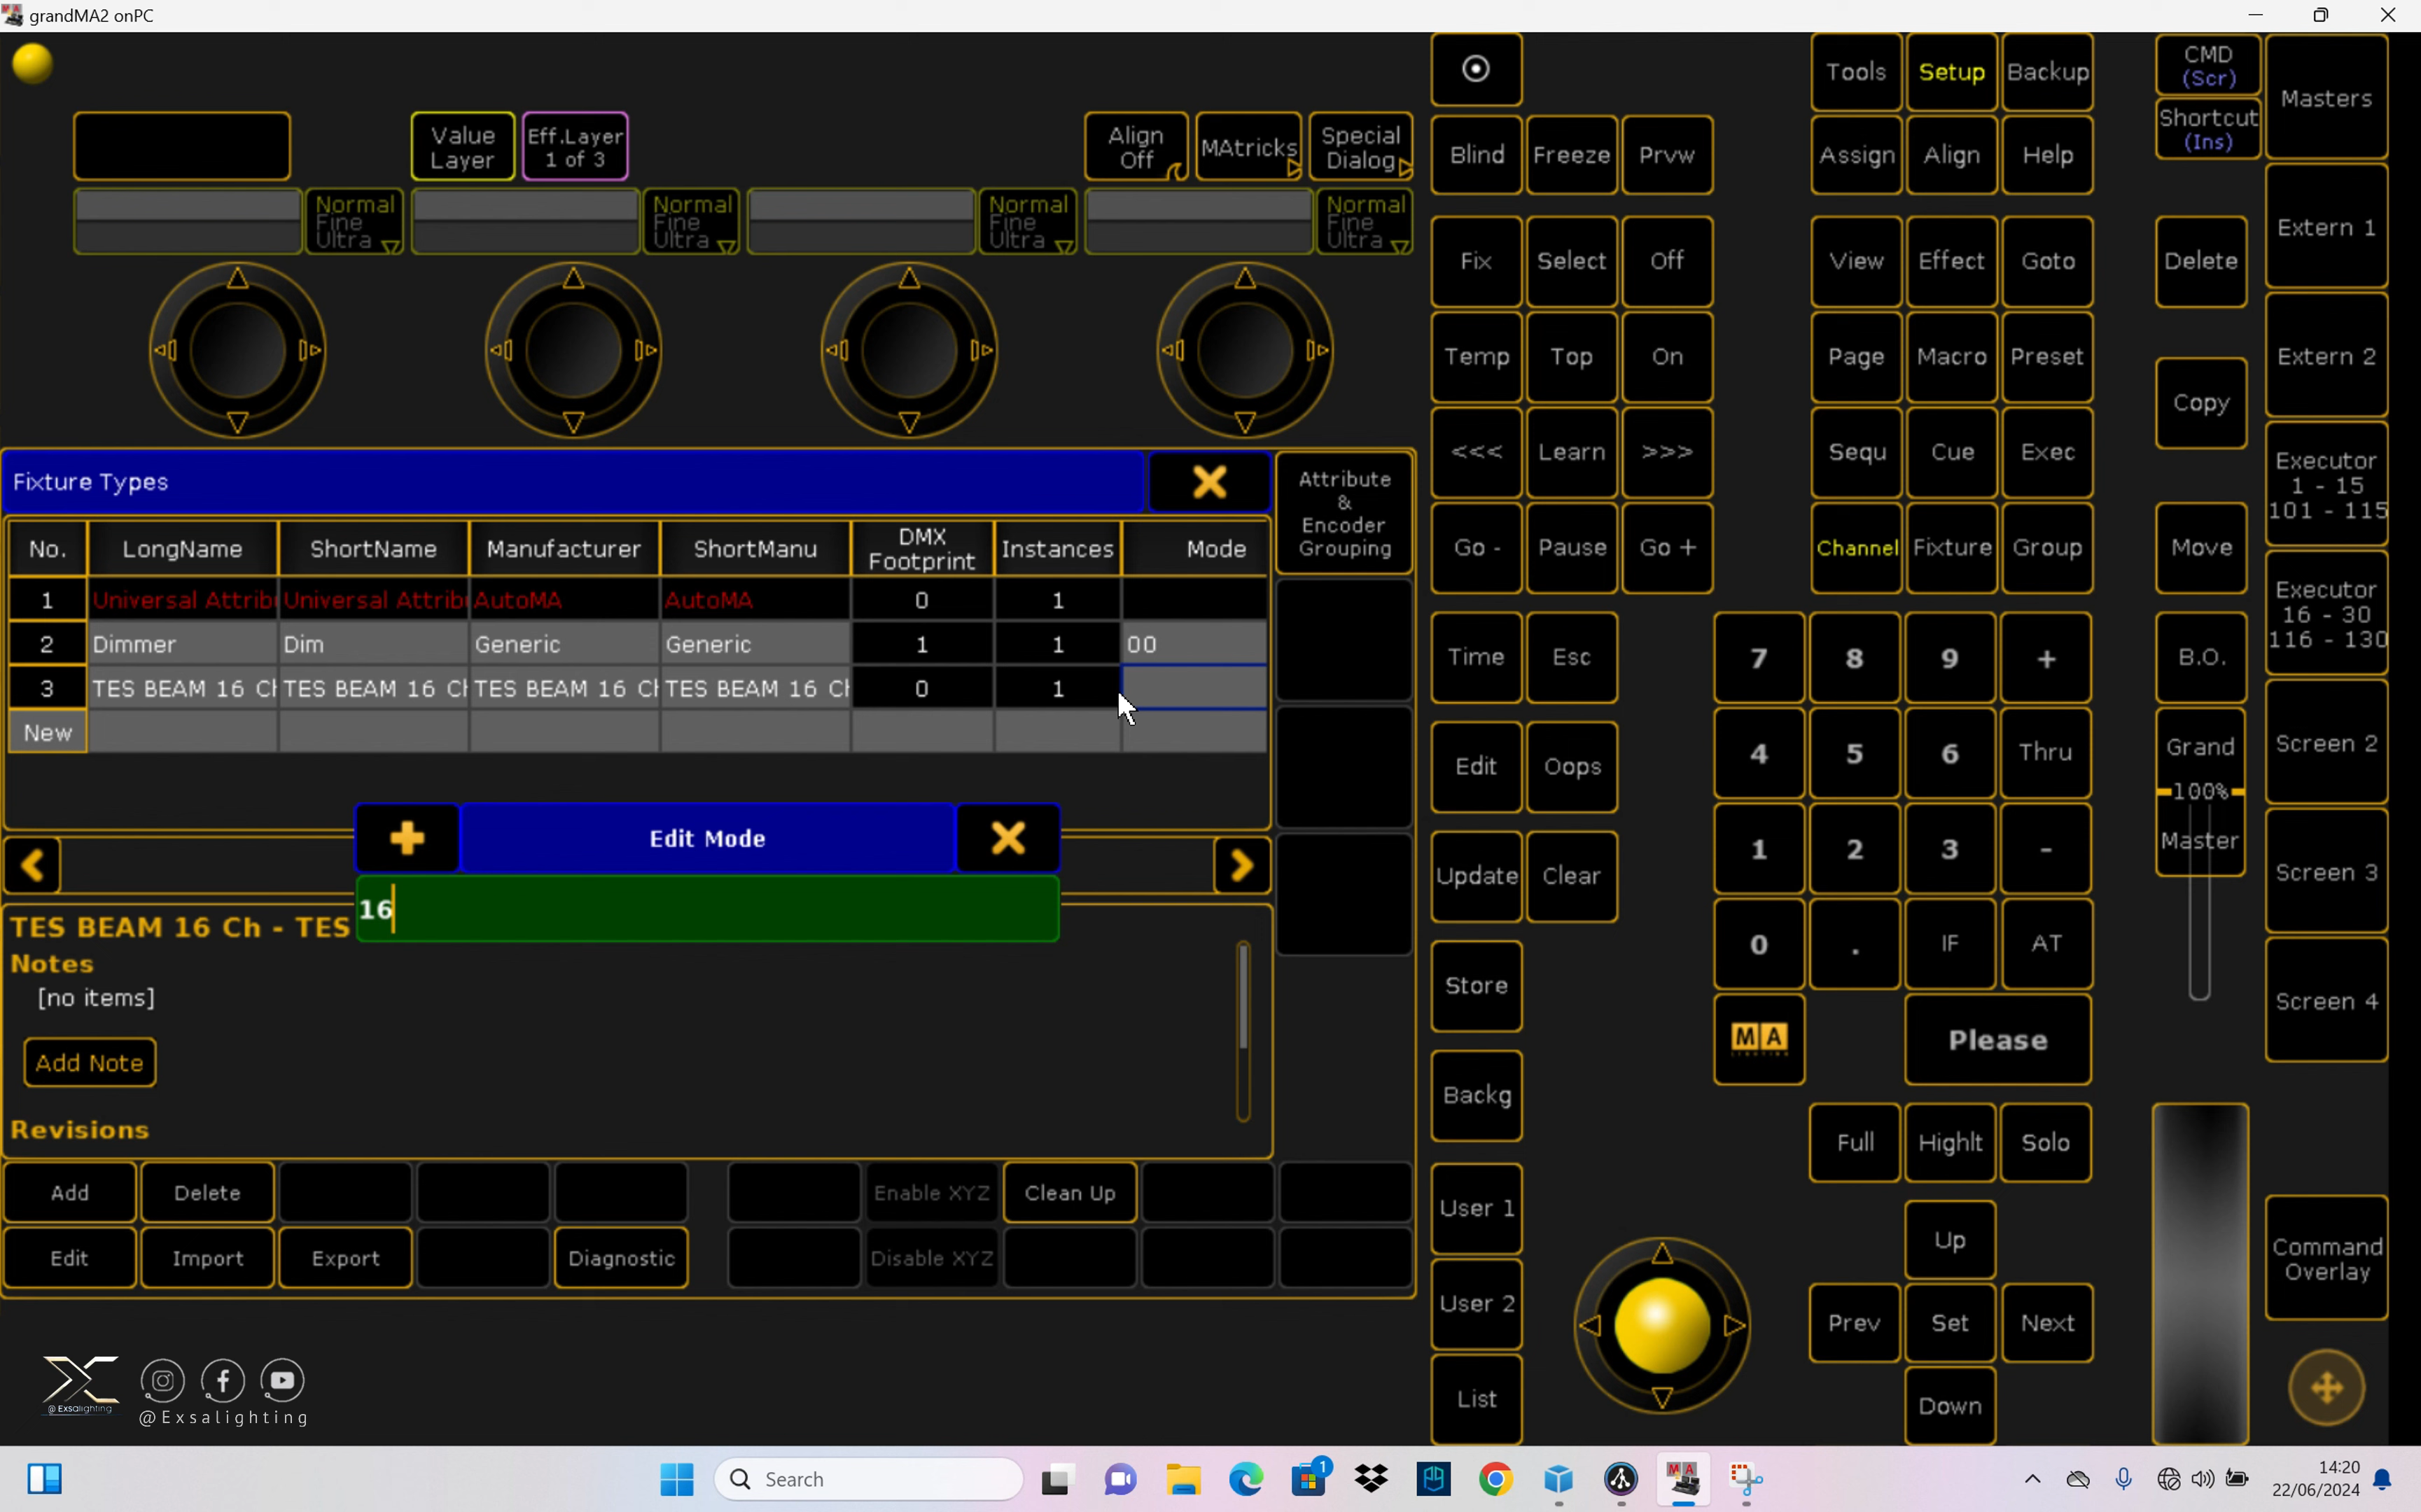 grandMA2 onPC
Value
Layer
Eff.Layer
1 of 3
Align
Off
MAtricks
Special
Dialog
Normal
Fine
Ultra
Normal
Fine
Ultra
Normal
Fine
Ultra
Normal
Fine
Ultra
Fixture Types
Attribute
&
Encoder
Grouping
No. LongName ShortName Manufacturer ShortManu DMX Footprint Instances Mode
1 Universal Attrib Universal Attrib AutoMA AutoMA 0 1
2 Dimmer Dim Generic Generic 1 1 00
3 TES BEAM 16 Cl TES BEAM 16 Cl TES BEAM 16 Cl TES BEAM 16 Cl 0 1
New
Edit Mode
16
TES BEAM 16 Ch - TES
Notes
[no items]
Add Note
Revisions
Add Delete Enable XYZ Clean Up
Edit Import Export Diagnostic Disable XYZ
@ Exsalighting
@Exsalighting
Tools Setup Backup
Blind Freeze Prvw Assign Align Help
Fix Select Off View Effect Goto
Temp Top On Page Macro Preset
<<< Learn >>> Sequ Cue Exec
Go - Pause Go + Channel Fixture Group
Time Esc 7 8 9 +
Edit Oops 4 5 6 Thru
Update Clear 1 2 3 -
Store 0 . IF AT
MA
LIGHTING
Please
Backg
Full Highlt Solo
User 1
Up
User 2
Prev Set Next
List
Down
CMD
(Scr)
Shortcut
(Ins)
Delete
Copy
Move
B.O.
Grand
100%
Master
Masters
Extern 1
Extern 2
Executor
1 - 15
101 - 115
Executor
16 - 30
116 - 130
Screen 2
Screen 3
Screen 4
Command
Overlay
Search
1
MA
14:20
22/06/2024